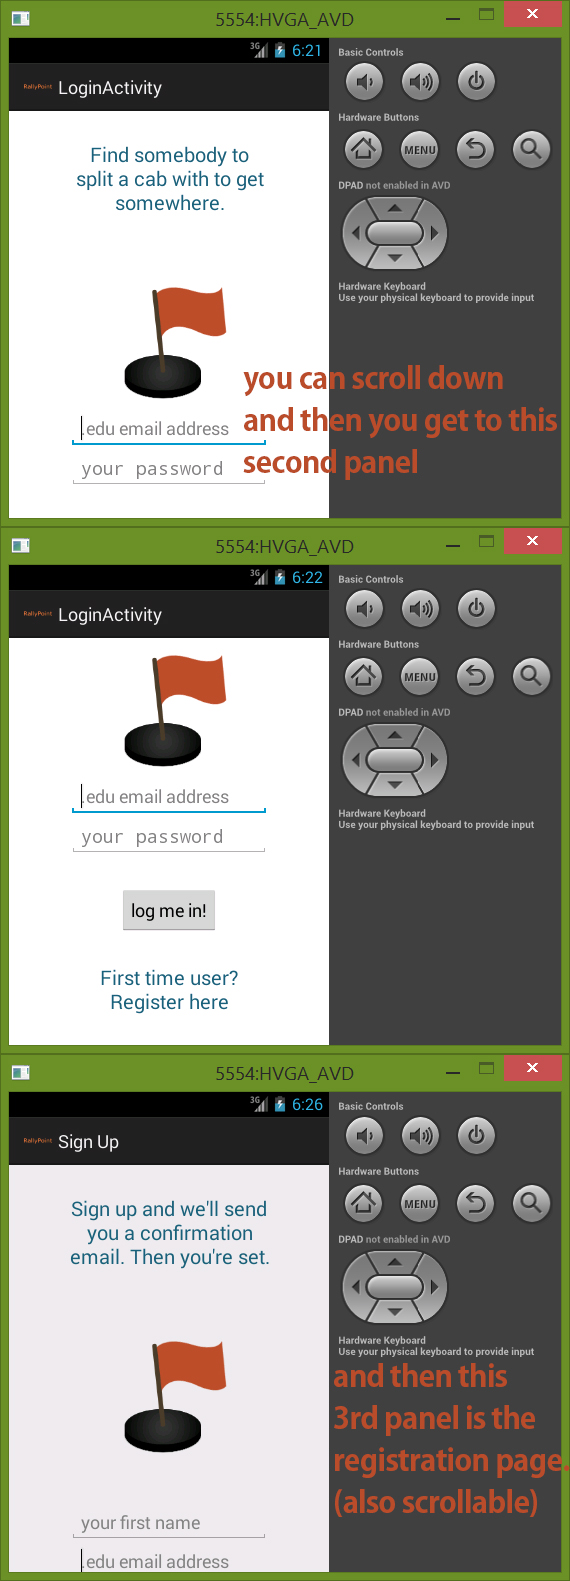 5554:HVGA_AVD
3G 6:21
Basic Controls
RallyPoint LoginActivity
Hardware Buttons
MENU
Find somebody to
split a cab with to get
somewhere.
DPAD not enabled in AVD
Hardware Keyboard
Use your physical keyboard to provide input
you can scroll down
and then you get to this
second panel
.edu email address
your password
5554:HVGA_AVD
3G 6:22
Basic Controls
RallyPoint LoginActivity
Hardware Buttons
MENU
DPAD not enabled in AVD
Hardware Keyboard
Use your physical keyboard to provide input
.edu email address
your password
log me in!
First time user?
Register here
5554:HVGA_AVD
3G 6:26
Basic Controls
RallyPoint Sign Up
Hardware Buttons
MENU
Sign up and we'll send
you a confirmation
email. Then you're set.
DPAD not enabled in AVD
Hardware Keyboard
Use your physical keyboard to provide input
and then this
3rd panel is the
registration page.
(also scrollable)
your first name
.edu email address